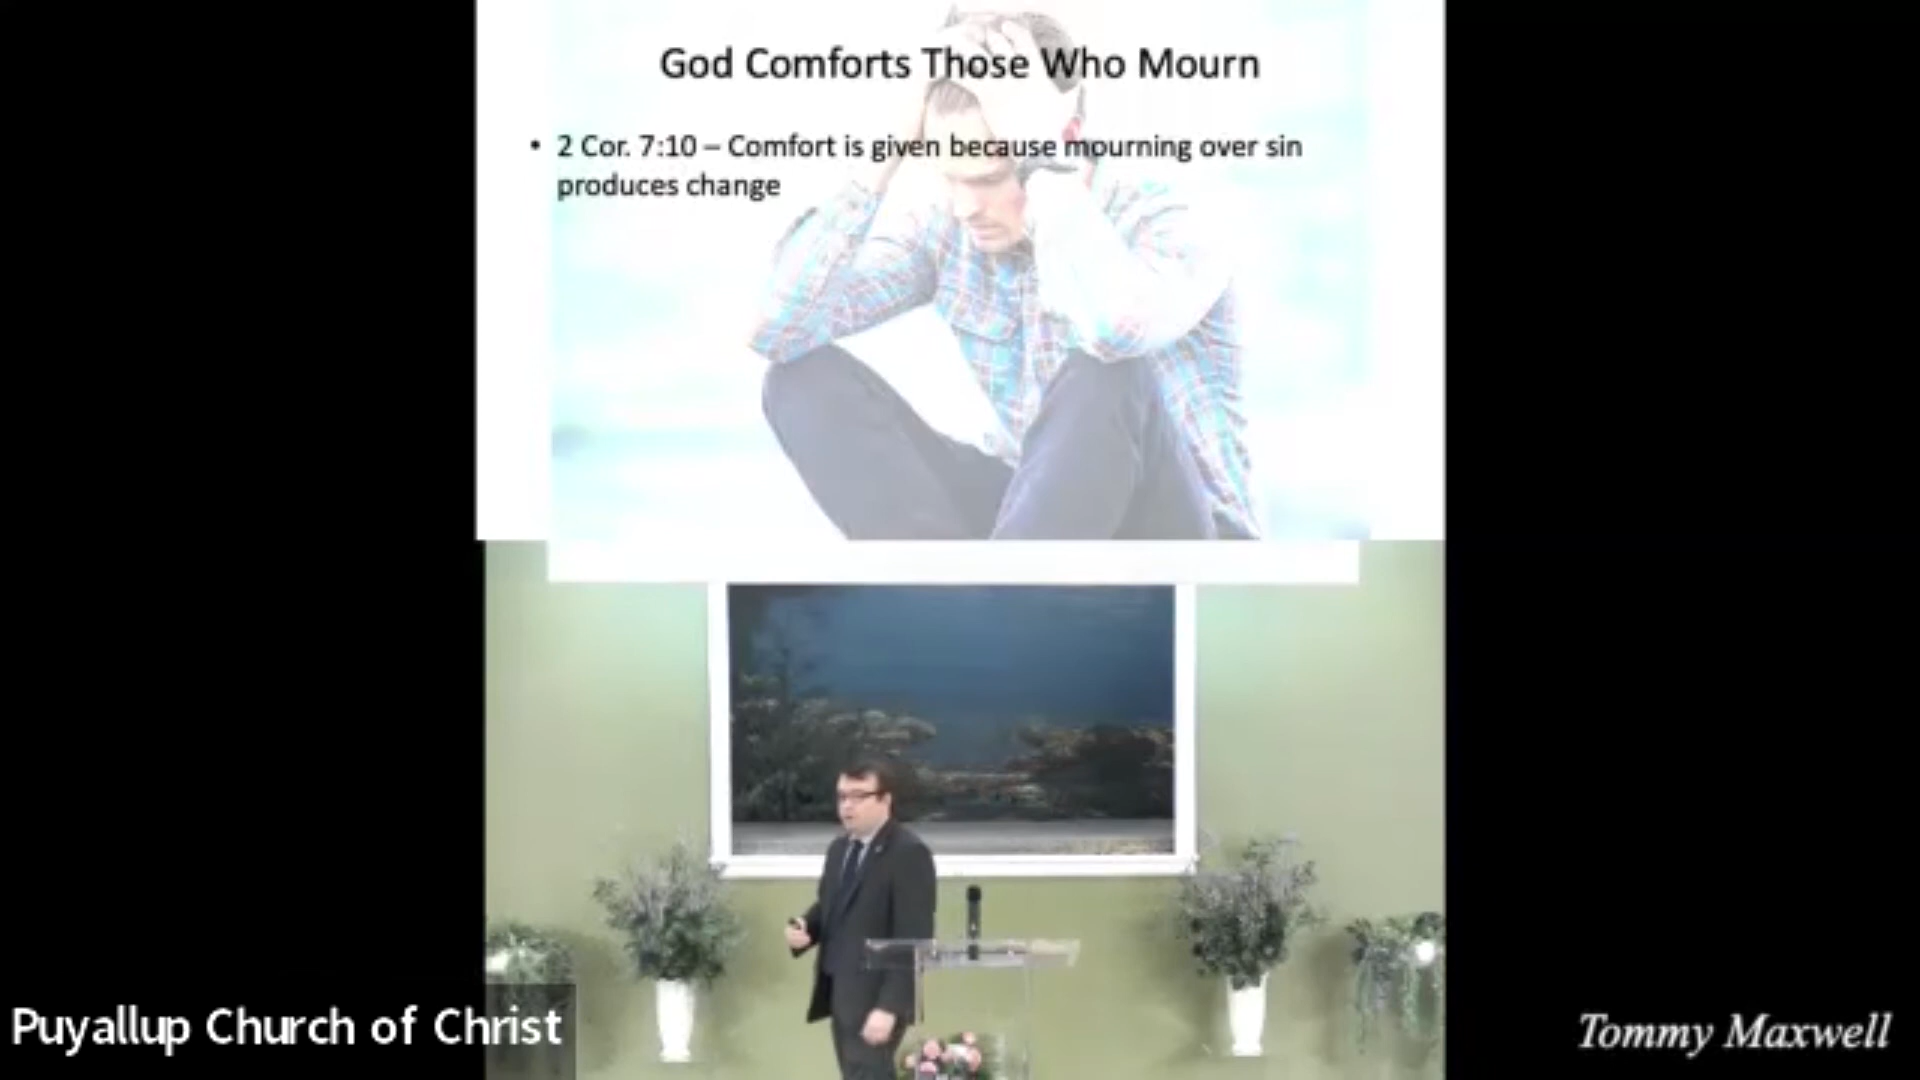 God Comforts Those Who Mourn
• 2 Cor. 7:10 – Comfort is given because mourning over sin
produces change
Puyallup Church of Christ
Tommy Maxwell